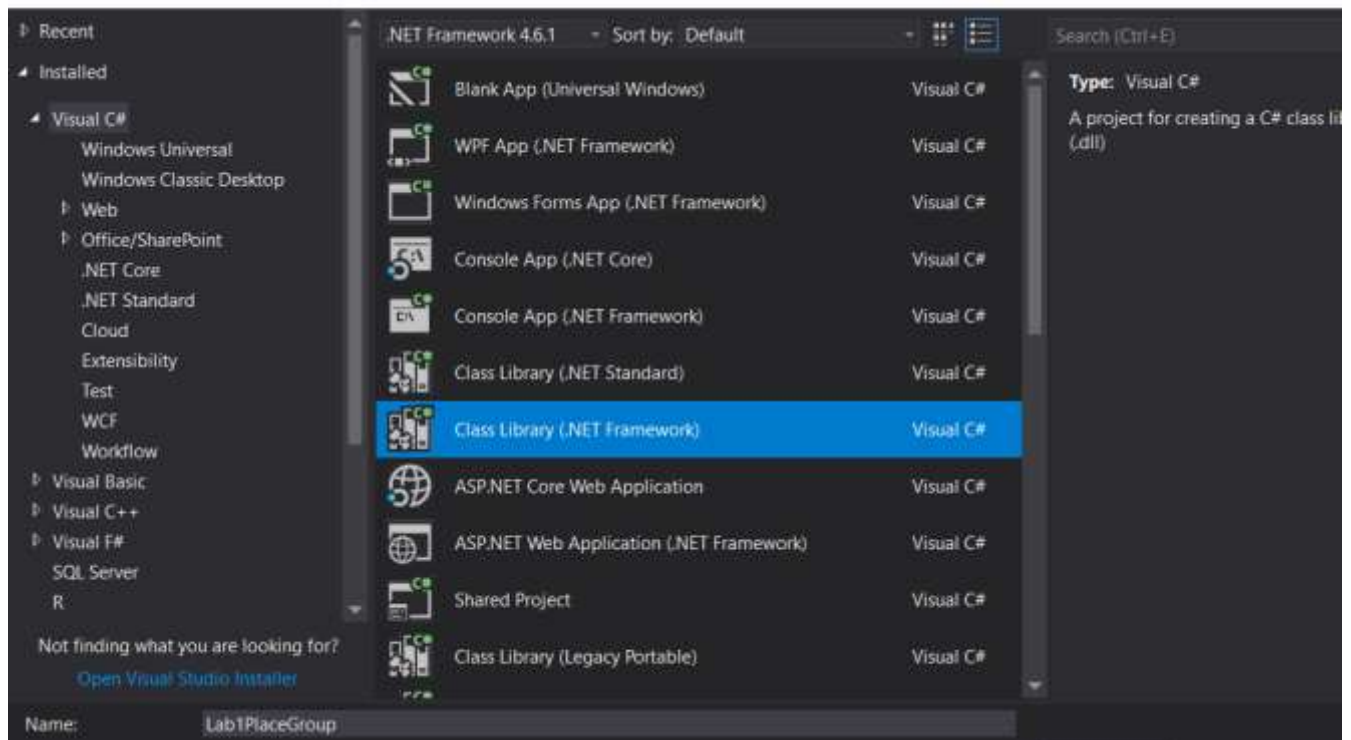 Recent
Installed
Visual C#
Windows Universal
Windows Classic Desktop
Web
Office/SharePoint
.NET Core
.NET Standard
Cloud
Extensibility
Test
WCF
Workflow
Visual Basic
Visual C++
Visual F#
SQL Server
R
Not finding what you are looking for?
Open Visual Studio Installer
.NET Framework 4.6.1 Sort by: Default
Blank App (Universal Windows) Visual C#
WPF App (.NET Framework) Visual C#
Windows Forms App (.NET Framework) Visual C#
Console App (.NET Core) Visual C#
Console App (.NET Framework) Visual C#
Class Library (.NET Standard) Visual C#
Class Library (.NET Framework) Visual C#
ASP.NET Core Web Application Visual C#
ASP.NET Web Application (.NET Framework) Visual C#
Shared Project Visual C#
Class Library (Legacy Portable) Visual C#
Search (Ctrl+E)
Type: Visual C#
A project for creating a C# class
(.dll)
Name: Lab1PlaceGroup